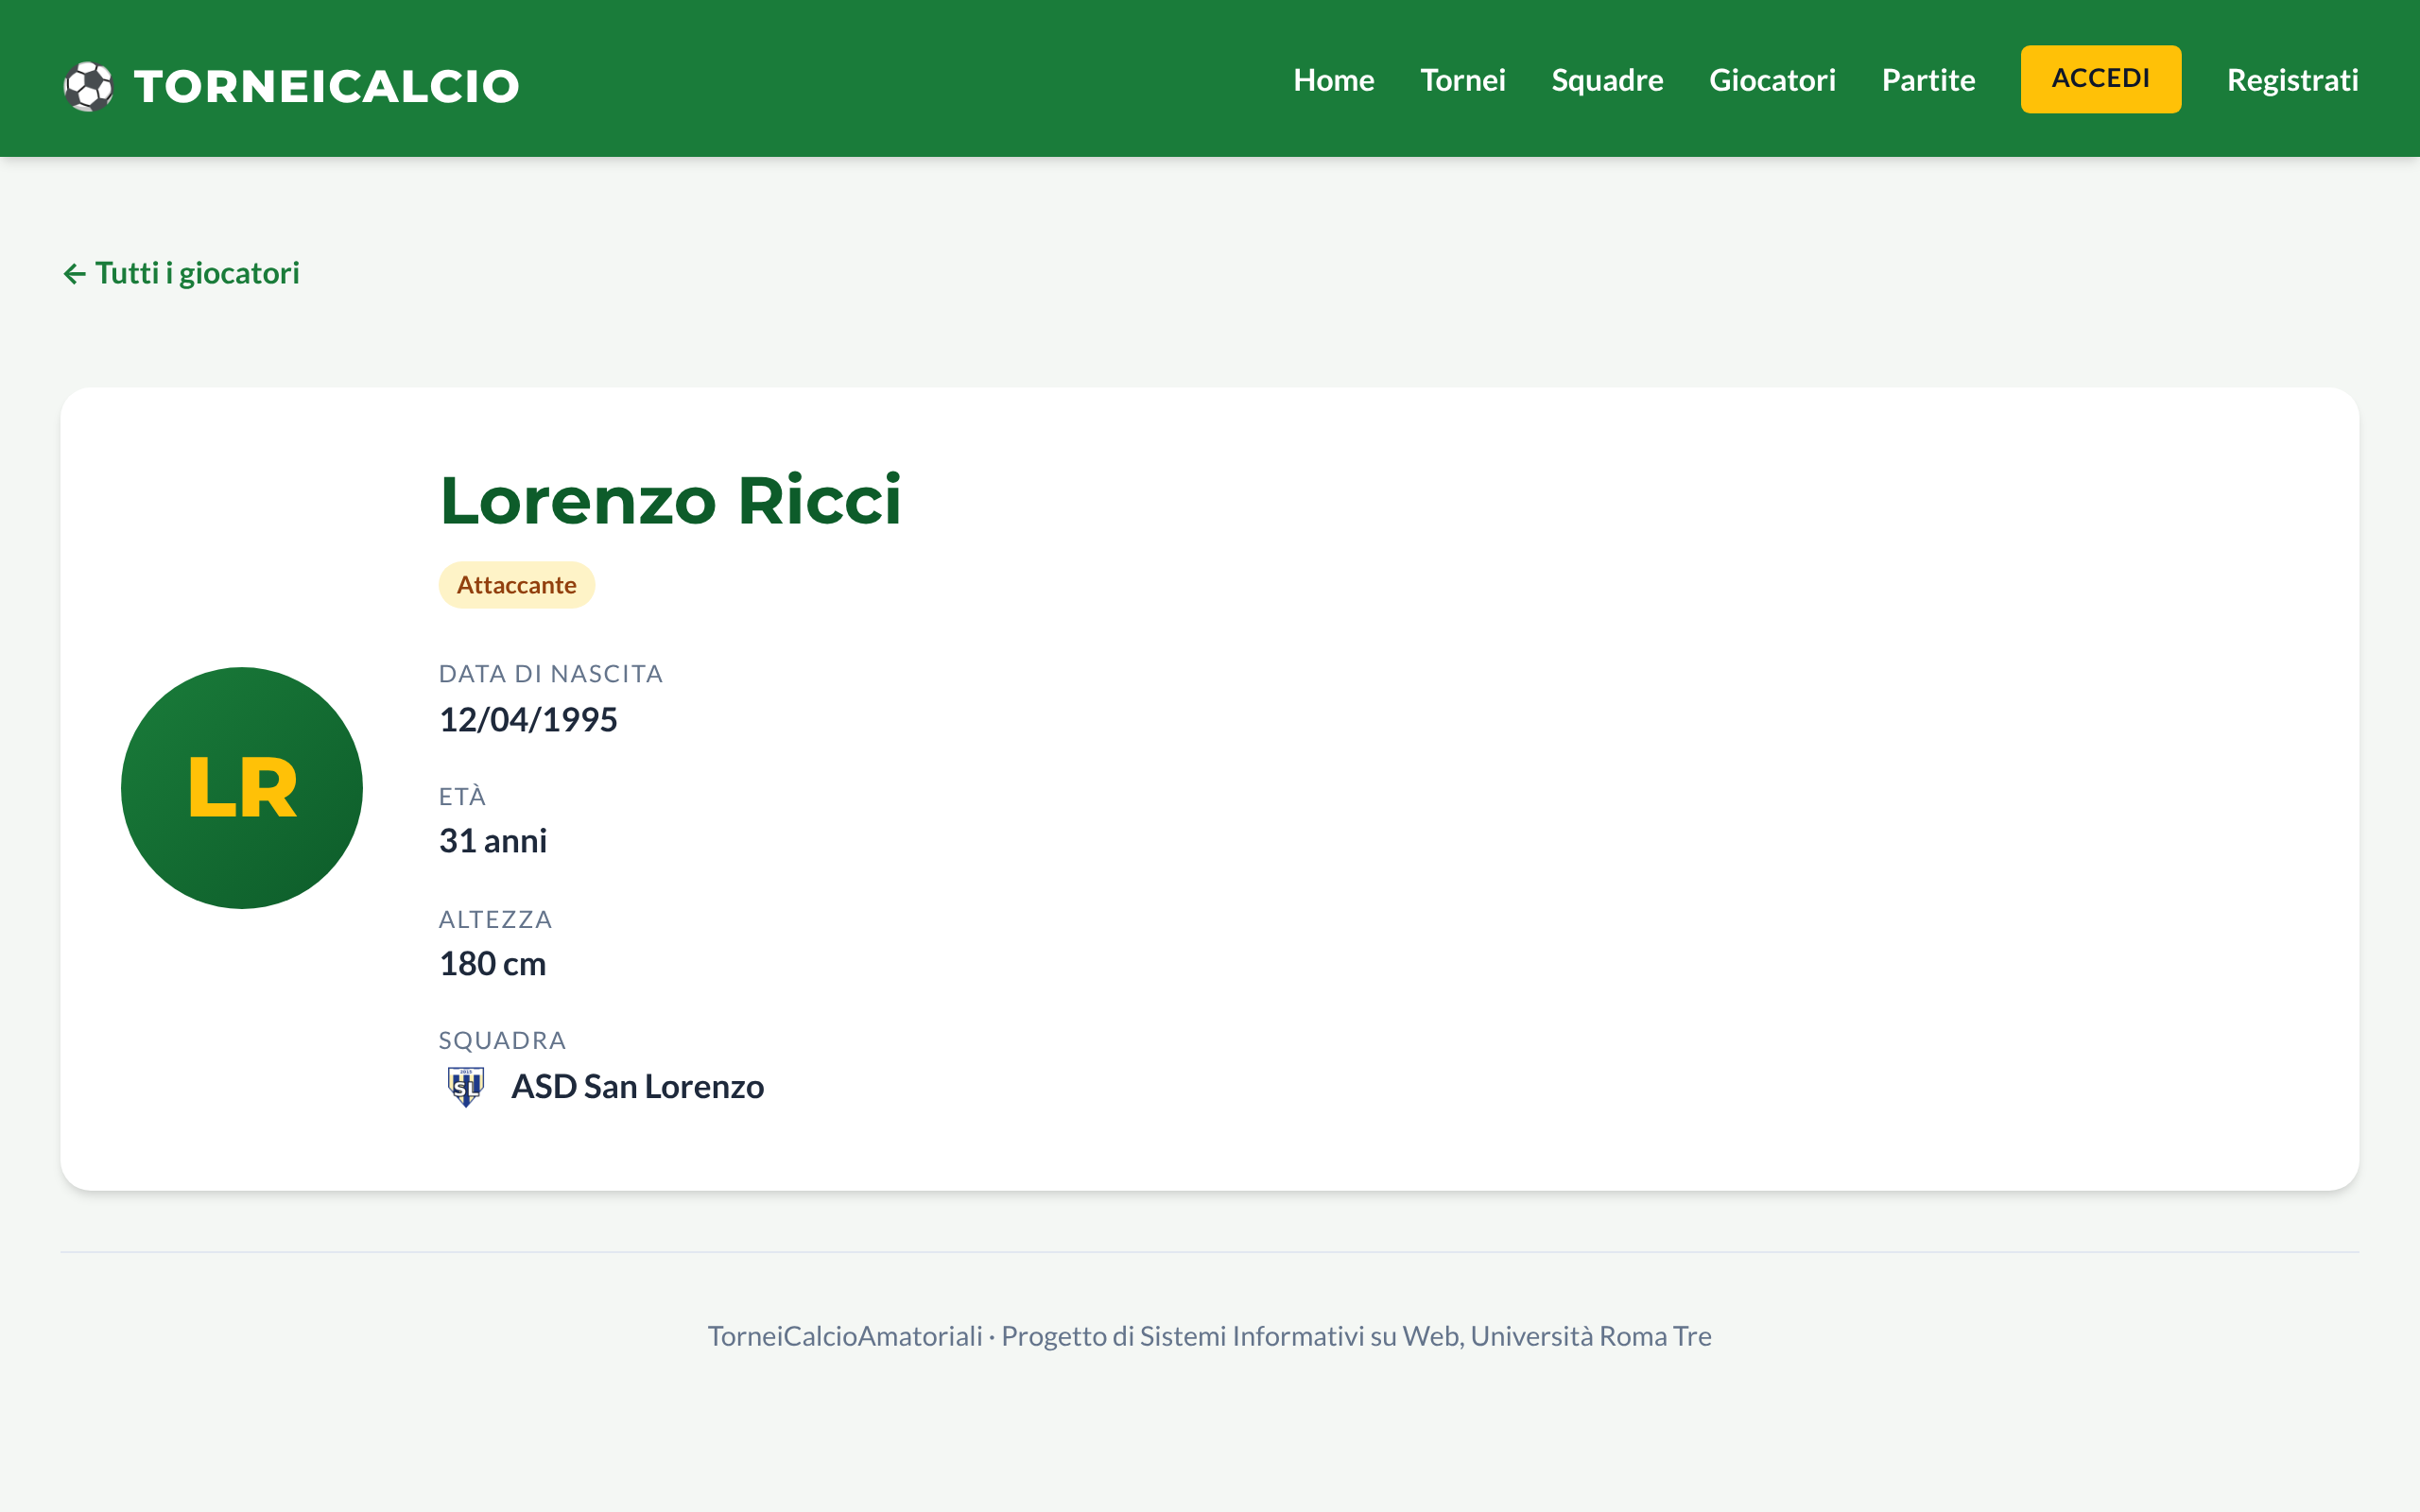 TORNEICALCIO
Home Tornei Squadre Giocatori Partite ACCEDI Registrati
← Tutti i giocatori
Lorenzo Ricci
Attaccante
LR
DATA DI NASCITA
12/04/1995
ETÀ
31 anni
ALTEZZA
180 cm
SQUADRA
SL
ASD San Lorenzo
TorneiCalcioAmatoriali · Progetto di Sistemi Informativi su Web, Università Roma Tre